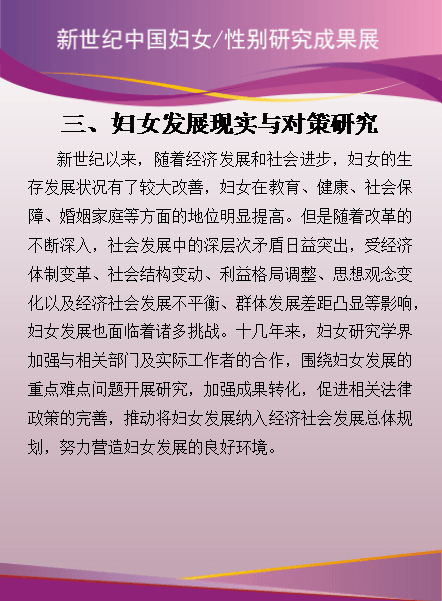 新世纪中国妇女/性别研究成果展
三、妇女发展现实与对策研究
新世纪以来，随着经济发展和社会进步，妇女的生
存发展状况有了较大改善，妇女在教育、健康、社会保
障、婚姻家庭等方面的地位明显提高。但是随着改革的
不断深入，社会发展中的深层次矛盾日益突出，受经济
体制变革、社会结构变动、利益格局调整、思想观念变
化以及经济社会发展不平衡、群体发展差距凸显等影响，
妇女发展也面临着诸多挑战。十几年来，妇女研究学界
加强与相关部门及实际工作者的合作，围绕妇女发展的
重点难点问题开展研究，加强成果转化，促进相关法律
政策的完善，推动将妇女发展纳入经济社会发展总体规
划，努力营造妇女发展的良好环境。